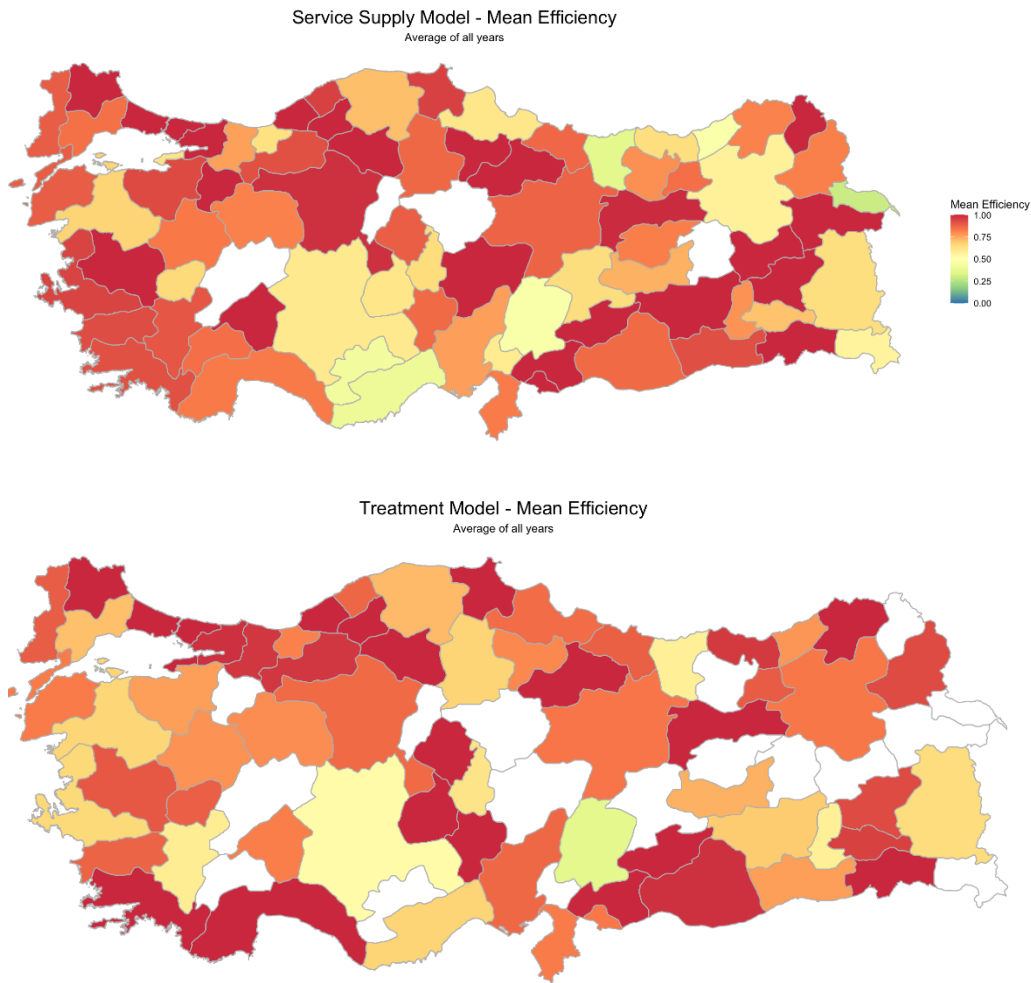 Service Supply Model - Mean Efficiency
Average of all years
Mean Efficiency
1.00
0.75
0.50
0.25
0.00
Treatment Model - Mean Efficiency
Average of all years